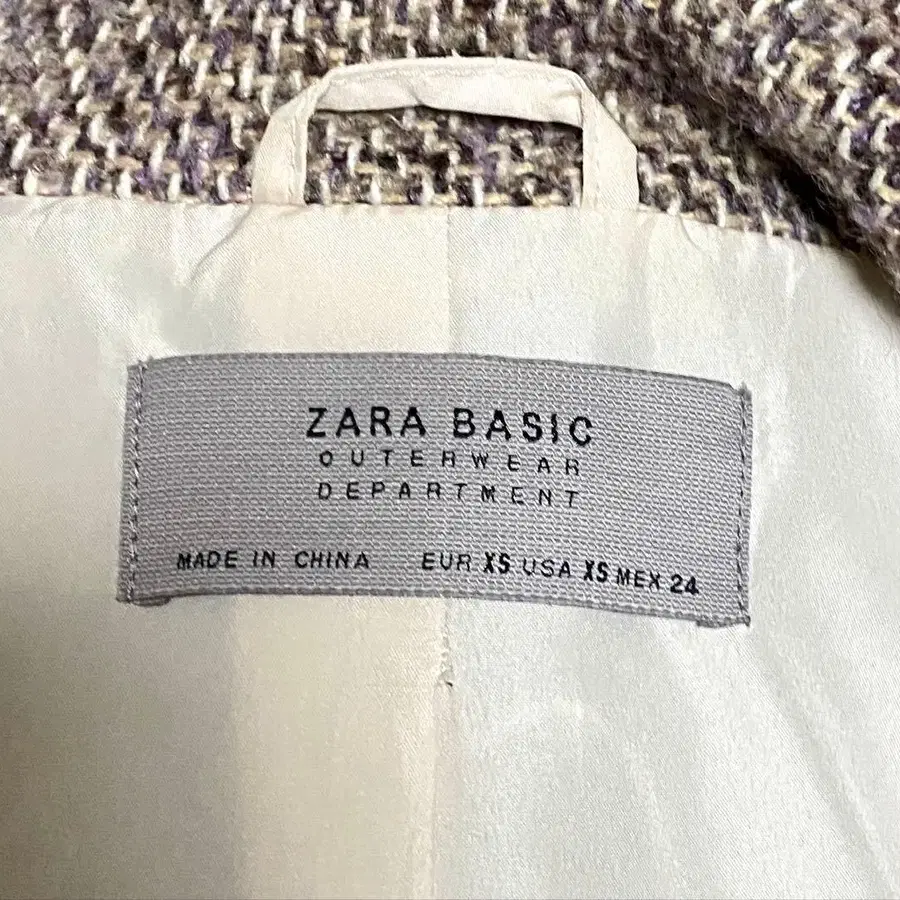 ZARA BASIC
OUTERWEAR
DEPARTMENT
MADE IN CHINA EUR XS USA XS MEX 24